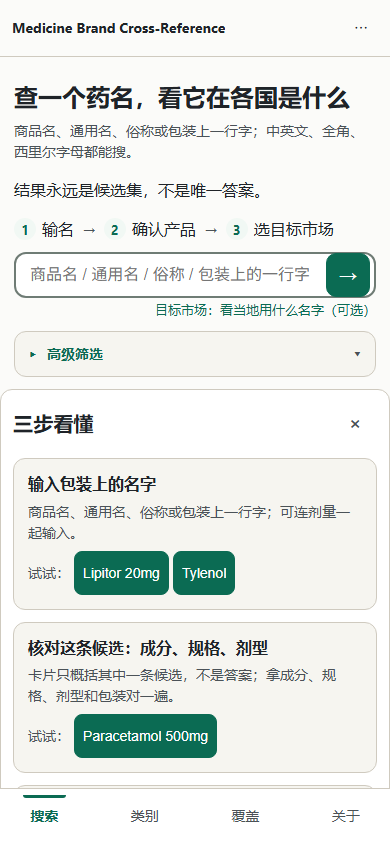 Medicine Brand Cross-Reference ···
查一个药名，看它在各国是什么
商品名、通用名、俗称或包装上一行字；中英文、全角、
西里尔字母都能搜。
结果永远是候选集，不是唯一答案。
1 输名 → 2 确认产品 → 3 选目标市场
商品名 / 通用名 / 俗称 / 包装上的一行字 →
目标市场：看当地用什么名字（可选）
▸ 高级筛选 ▾
三步看懂 ×
输入包装上的名字
商品名、通用名、俗称或包装上一行字；可连剂量一
起输入。
试试： Lipitor 20mg Tylenol
核对这条候选：成分、规格、剂型
卡片只概括其中一条候选，不是答案；拿成分、规
格、剂型和包装对一遍。
试试： Paracetamol 500mg
搜索 类别 覆盖 关于